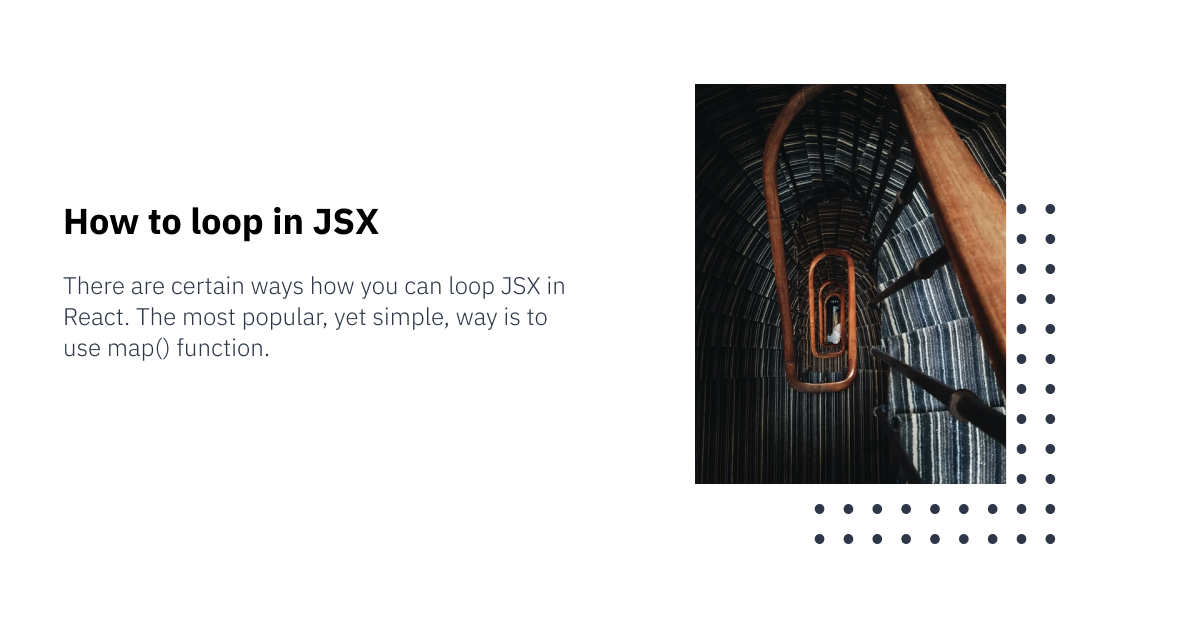 How to loop in JSX
There are certain ways how you can loop JSX in
React. The most popular, yet simple, way is to
use map() function.